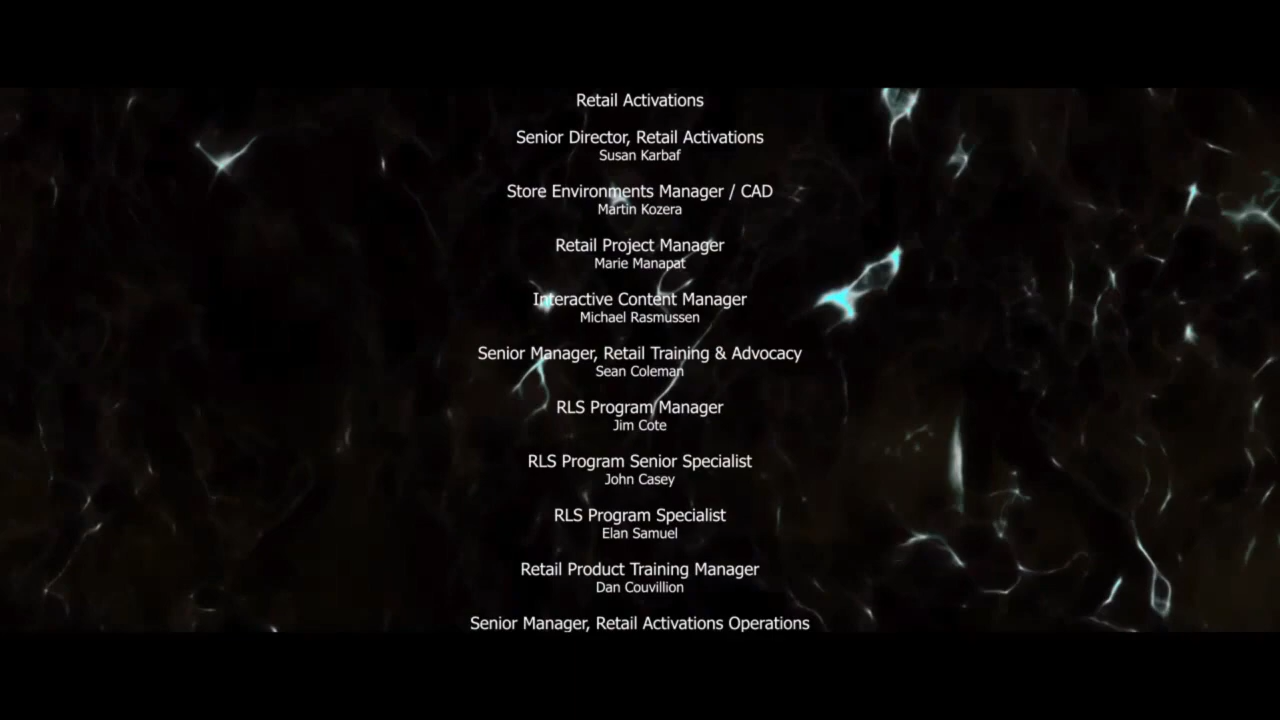 Retail Activations
Senior Director, Retail Activations
Susan Karbaf
Store Environments Manager / CAD
Martin Kozera
Retail Project Manager
Marie Manapat
Interactive Content Manager
Michael Rasmussen
Senior Manager, Retail Training & Advocacy
Sean Coleman
RLS Program Manager
Jim Cote
RLS Program Senior Specialist
John Casey
RLS Program Specialist
Elan Samuel
Retail Product Training Manager
Dan Couvillion
Senior Manager, Retail Activations Operations